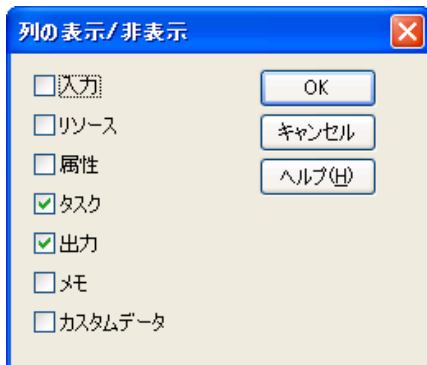 列の表示/非表示
入力
OK
リソース
キャンセル
属性
ヘルプ(H)
タスク
出力
メモ
カスタムデータ